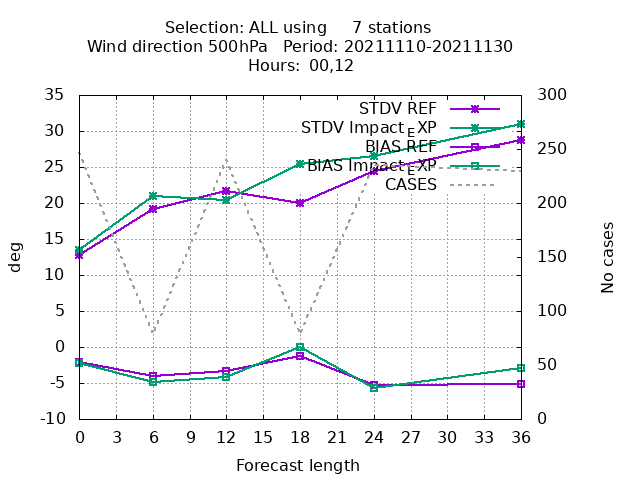 Selection: ALL using 7 stations
Wind direction 500hPa Period: 20211110-20211130
Hours: 00,12
STDV REF
STDV Impact_EXP
BIAS REF
BIAS Impact_EXP
CASES
35
30
25
20
15
10
5
0
-5
-10
300
250
200
150
100
50
0
deg
No cases
0 3 6 9 12 15 18 21 24 27 30 33 36
Forecast length